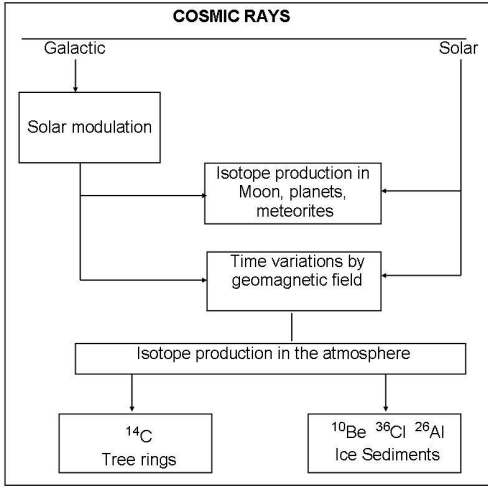 COSMIC RAYS
Galactic
Solar
Solar modulation
Isotope production in
Moon, planets,
meteorites
Time variations by
geomagnetic field
Isotope production in the atmosphere
¹⁴C
Tree rings
¹⁰Be ³⁶Cl ²⁶Al
Ice Sediments